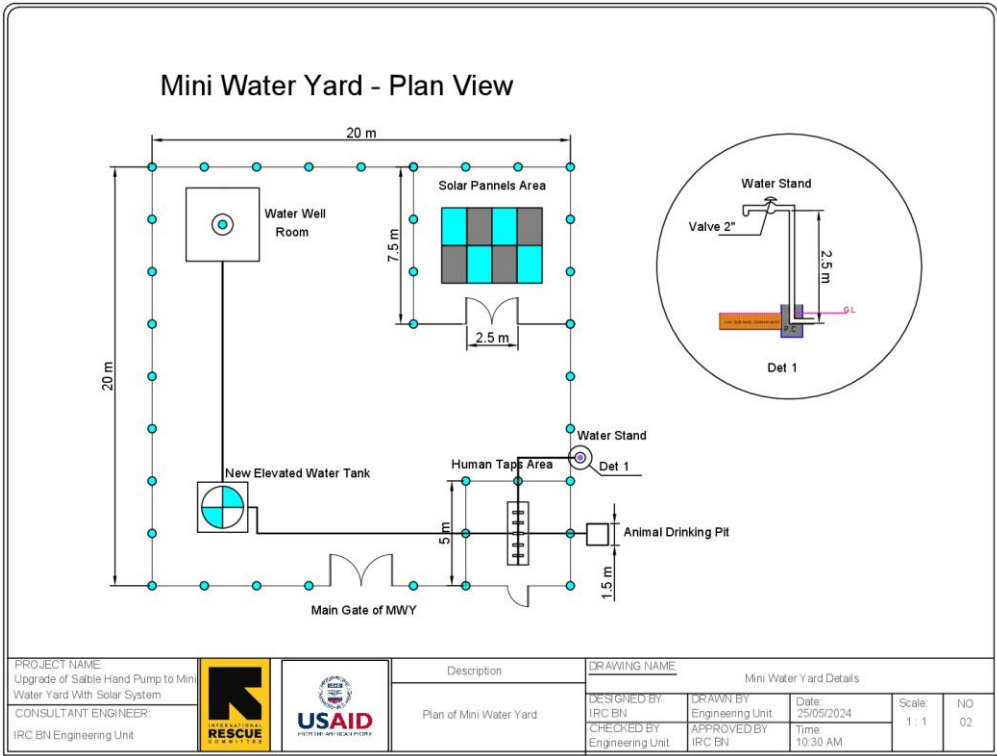 Mini Water Yard - Plan View
20 m
20 m
Water Well
Room
7.5 m
Solar Pannels Area
2.5 m
Water Stand
Valve 2"
2.5 m
G.L
P.C
Det 1
Water Stand
Det 1
Human Taps Area
New Elevated Water Tank
5 m
Animal Drinking Pit
1.5 m
Main Gate of MWY
PROJECT NAME:
Upgrade of Salble Hand Pump to Mini
Water Yard With Solar System
CONSULTANT ENGINEER:
IRC BN Engineering Unit
INTERNATIONAL
RESCUE
COMMITTEE
USAID
Description
Plan of Mini Water Yard
DRAWING NAME
Mini Water Yard Details
DESIGNED BY
IRC BN
DRAWN BY
Engineering Unit
Date:
25/05/2024
Scale:
1 : 1
NO
02
CHECKED BY
Engineering Unit
APPROVED BY
IRC BN
Time:
10:30 AM